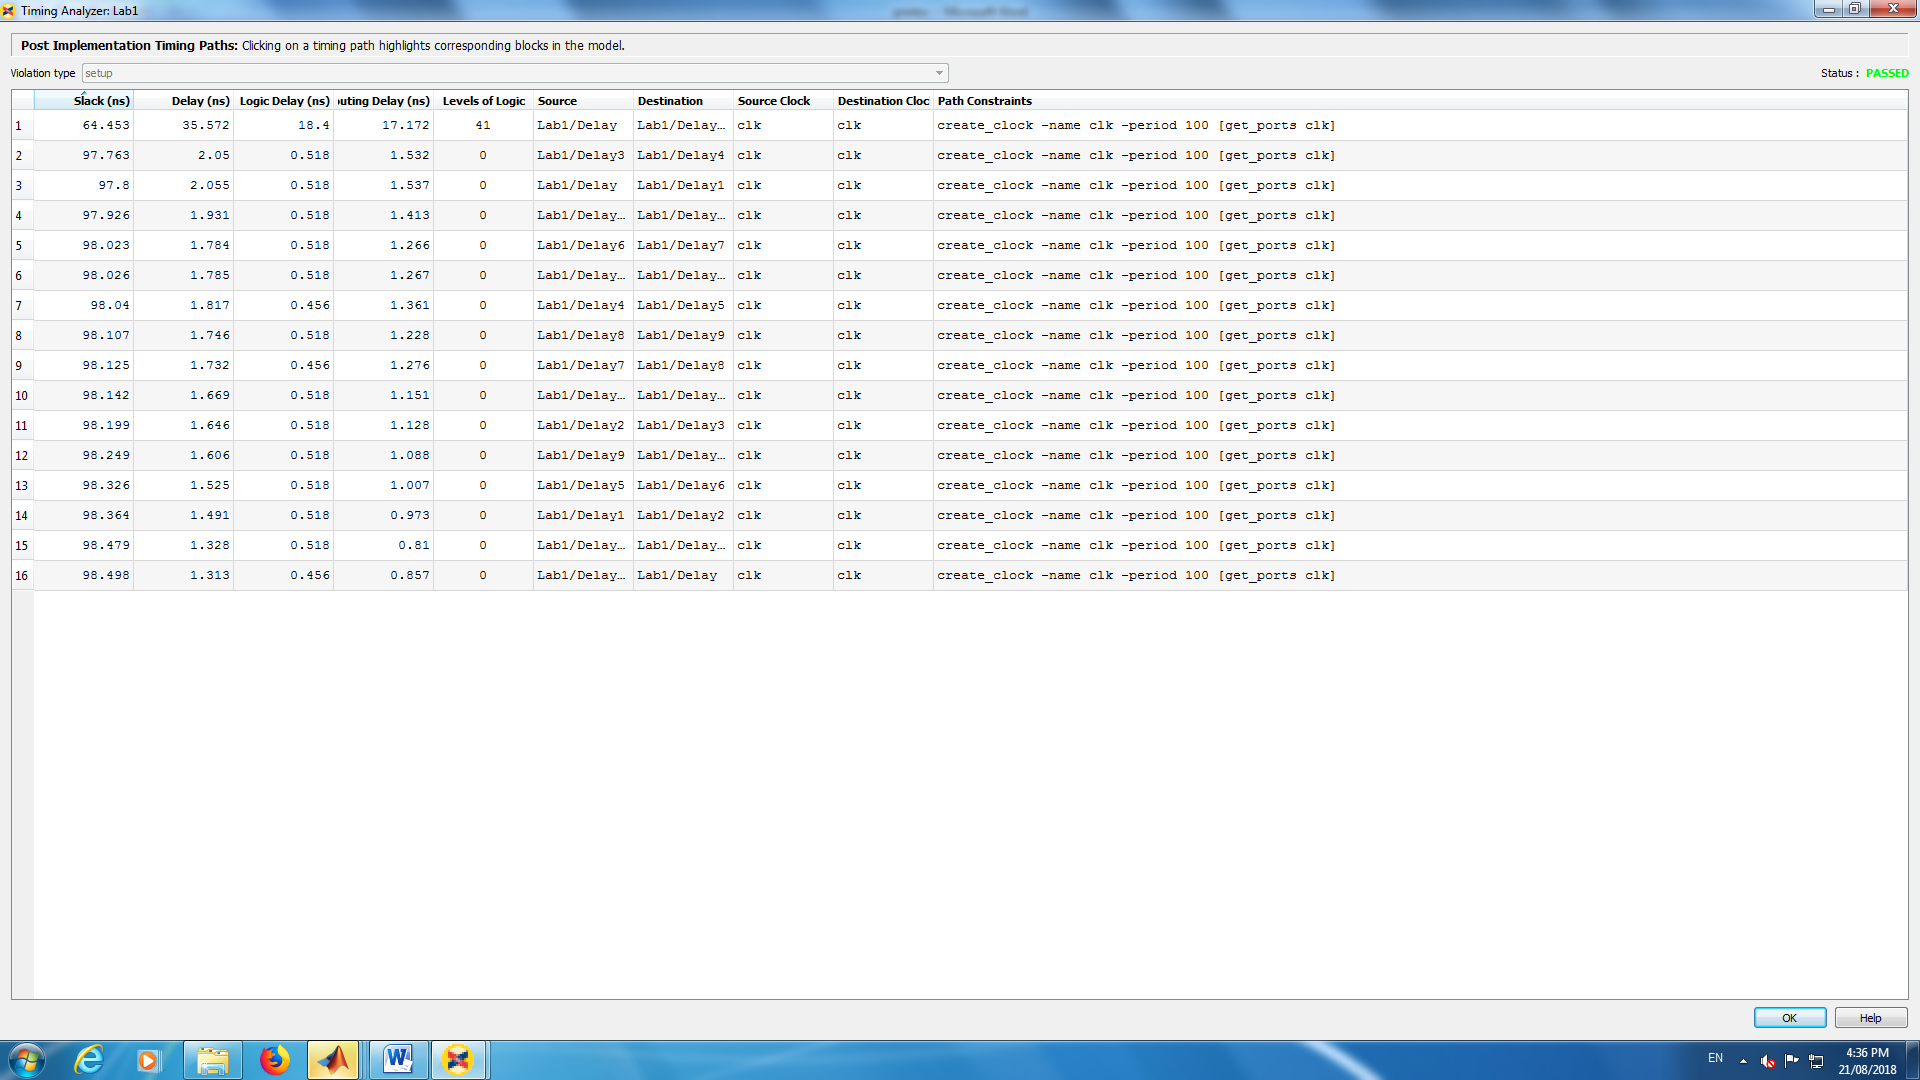 Timing Analyzer: Lab1
Post Implementation Timing Paths: Clicking on a timing path highlights corresponding blocks in the model.
Violation type setup Status : PASSED
Slack (ns) Delay (ns) Logic Delay (ns) uting Delay (ns) Levels of Logic Source Destination Source Clock Destination Cloc Path Constraints
1 64.453 35.572 18.4 17.172 41 Lab1/Delay Lab1/Delay... clk clk create_clock -name clk -period 100 [get_ports clk]
2 97.763 2.05 0.518 1.532 0 Lab1/Delay3 Lab1/Delay4 clk clk create_clock -name clk -period 100 [get_ports clk]
3 97.8 2.055 0.518 1.537 0 Lab1/Delay Lab1/Delay1 clk clk create_clock -name clk -period 100 [get_ports clk]
4 97.926 1.931 0.518 1.413 0 Lab1/Delay... Lab1/Delay... clk clk create_clock -name clk -period 100 [get_ports clk]
5 98.023 1.784 0.518 1.266 0 Lab1/Delay6 Lab1/Delay7 clk clk create_clock -name clk -period 100 [get_ports clk]
6 98.026 1.785 0.518 1.267 0 Lab1/Delay... Lab1/Delay... clk clk create_clock -name clk -period 100 [get_ports clk]
7 98.04 1.817 0.456 1.361 0 Lab1/Delay4 Lab1/Delay5 clk clk create_clock -name clk -period 100 [get_ports clk]
8 98.107 1.746 0.518 1.228 0 Lab1/Delay8 Lab1/Delay9 clk clk create_clock -name clk -period 100 [get_ports clk]
9 98.125 1.732 0.456 1.276 0 Lab1/Delay7 Lab1/Delay8 clk clk create_clock -name clk -period 100 [get_ports clk]
10 98.142 1.669 0.518 1.151 0 Lab1/Delay... Lab1/Delay... clk clk create_clock -name clk -period 100 [get_ports clk]
11 98.199 1.646 0.518 1.128 0 Lab1/Delay2 Lab1/Delay3 clk clk create_clock -name clk -period 100 [get_ports clk]
12 98.249 1.606 0.518 1.088 0 Lab1/Delay9 Lab1/Delay... clk clk create_clock -name clk -period 100 [get_ports clk]
13 98.326 1.525 0.518 1.007 0 Lab1/Delay5 Lab1/Delay6 clk clk create_clock -name clk -period 100 [get_ports clk]
14 98.364 1.491 0.518 0.973 0 Lab1/Delay1 Lab1/Delay2 clk clk create_clock -name clk -period 100 [get_ports clk]
15 98.479 1.328 0.518 0.81 0 Lab1/Delay... Lab1/Delay... clk clk create_clock -name clk -period 100 [get_ports clk]
16 98.498 1.313 0.456 0.857 0 Lab1/Delay... Lab1/Delay clk clk create_clock -name clk -period 100 [get_ports clk]
OK Help
EN 4:36 PM
21/08/2018